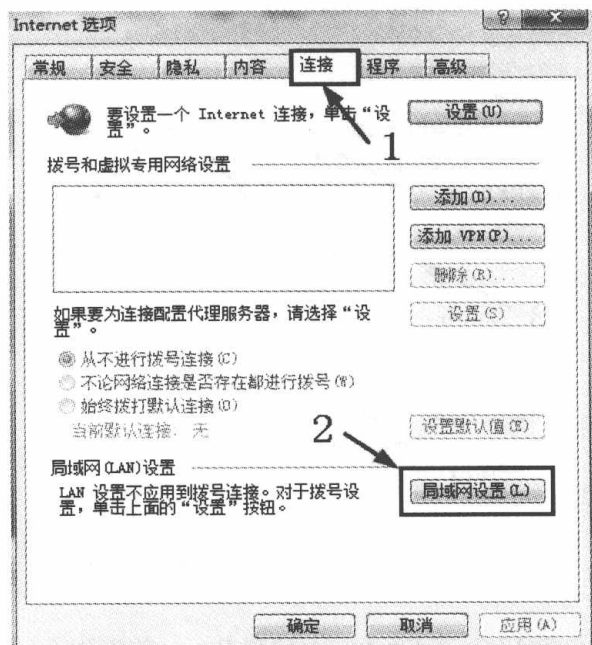 Internet 选项
常规 安全 隐私 内容 连接 程序 高级
要设置一个 Internet 连接，单击“设置”。
设置(U)
1
拨号和虚拟专用网络设置
添加(D)...
添加 VPN(P)...
删除(R)...
如果要为连接配置代理服务器，请选择“设置”。
设置(S)
从不进行拨号连接(C)
不论网络连接是否存在都进行拨号(W)
始终拨打默认连接(O)
当前默认连接: 无
设置默认值(E)
2
局域网(LAN)设置
LAN 设置不应用到拨号连接。对于拨号设
置，单击上面的“设置”按钮。
局域网设置(L)
确定 取消 应用(A)